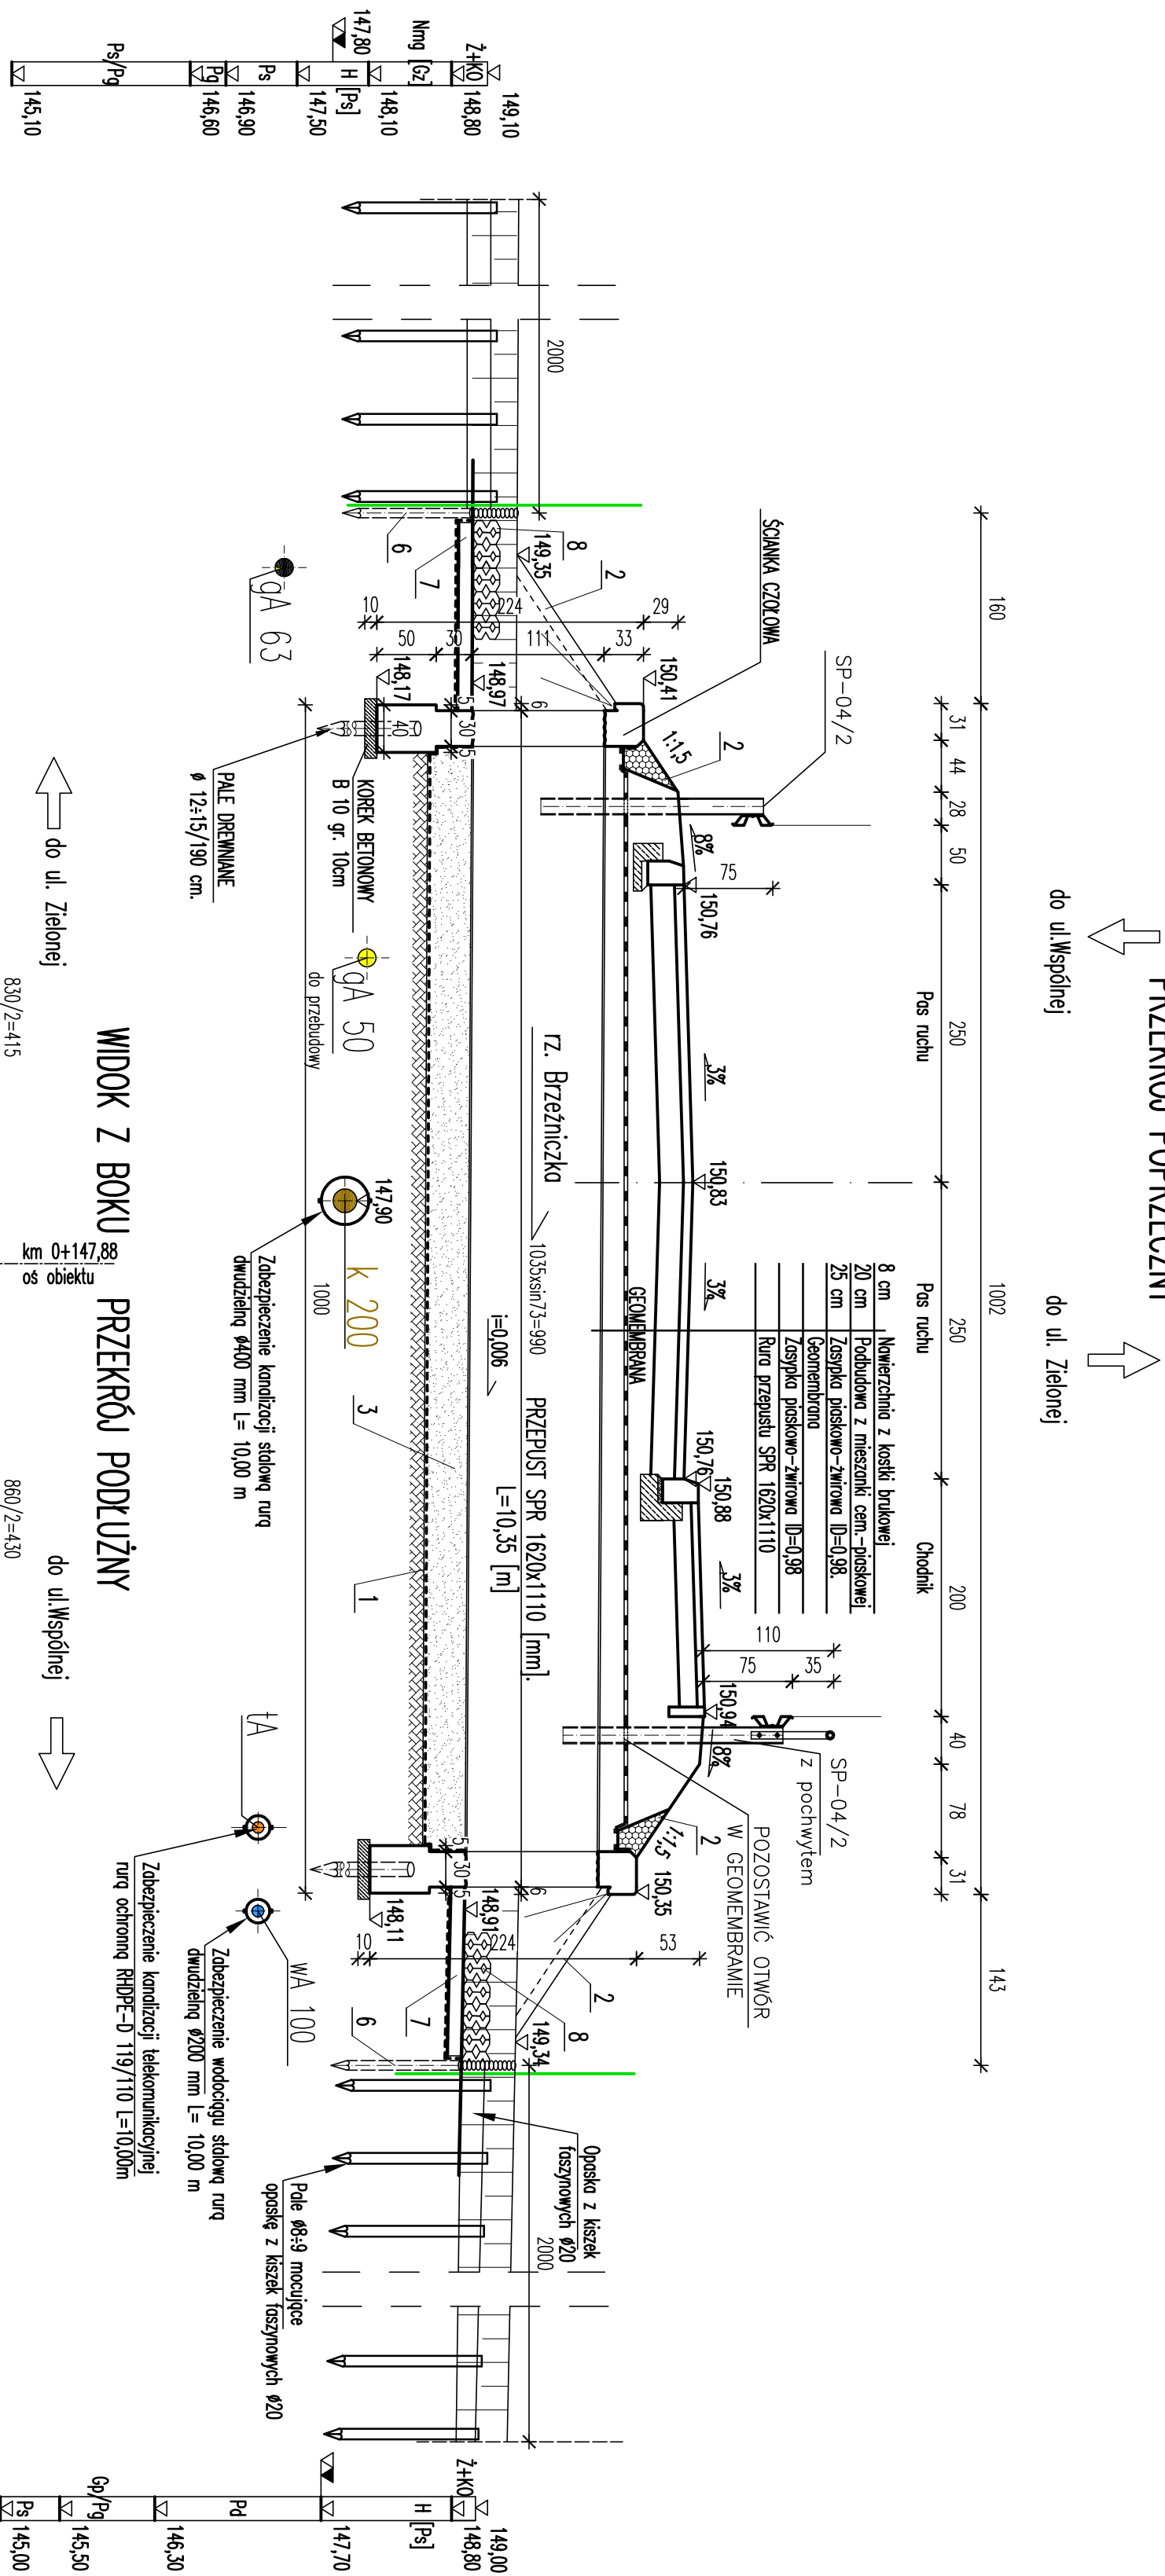 PRZEKRÓJ POPRZECZNY
do ul.Wspólnej
do ul. Zielonej
160
1002
143
31
44
28
50
250
250
200
40
78
31
Pas ruchu
Pas ruchu
Chodnik
SP-04/2
ŚCIANKA CZOŁOWA
8 cm Nawierzchnia z kostki brukowej
20 cm Podbudowa z mieszanki cem.-piaskowej
25 cm Zasypka piaskowo-żwirowa ID=0,98.
Geomembrana
Zasypka piaskowo-żwirowa ID=0,98
Rura przepustu SPR 1620x1110
GEOMEMBRANA
110
75
35
SP-04/2
z pochwytem
POZOSTAWIĆ OTWÓR
W GEOMEMBRANIE
75
8%
3%
3%
3%
8%
150,76
150,83
150,76
150,88
150,94
1:1,5
1:1,5
2
2
2
2
29
33
111
224
30
50
10
150,41
150,35
149,35
149,34
148,97
148,91
148,17
148,11
53
224
10
5
30
5
6
40
5
30
5
6
8
7
6
8
7
6
2000
2000
rz. Brzeźniczka
1035xsin73=990
PRZEPUST SPR 1620x1110 [mm].
L=10,35 [m]
i=0,006
Opaska z kiszek
faszynowych ø20
Pale ø8÷9 mocujące
opaskę z kiszek faszynowych ø20
gA 63
PALE DREWNIANE
ø 12÷15/190 cm.
KOREK BETONOWY
B 10 gr. 10cm
gA 50
do przebudowy
147,90
k 200
Zabezpieczenie kanalizacji stalową rurą
dwudzielną ø400 mm L= 10,00 m
1000
3
1
tA
wA 100
Zabezpieczenie wodociągu stalową rurą
dwudzielną ø200 mm L= 10,00 m
Zabezpieczenie kanalizacji telekomunikacyjnej
rurą ochronną RHDPE-D 119/110 L=10,00m
149,10
Ż+KO
148,80
Nmg [Gz]
148,10
147,80
H [Ps]
147,50
Ps
146,90
Pg
146,60
Ps/Pg
145,10
149,00
Ż+KO
148,80
H [Ps]
147,70
Pd
146,30
Gp/Pg
145,50
Ps
145,00
WIDOK Z BOKU
PRZEKRÓJ PODŁUŻNY
km 0+147,88
oś obiektu
do ul. Zielonej
do ul.Wspólnej
830/2=415
860/2=430